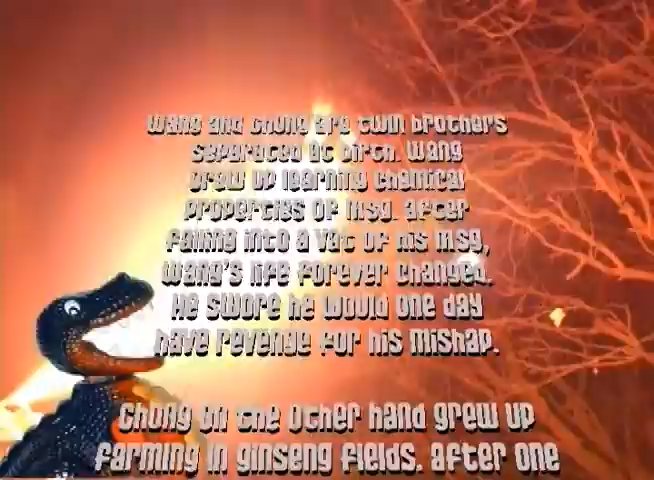 Wang and Chung are twin brothers
separated at birth. Wang
grew up learning chemical
properties of msg. after
falling into a vat of his msg,
Wang's life forever changed.
He swore he would one day
have revenge for his mishap.
Chung on the other hand grew up
farming in ginseng fields. after one